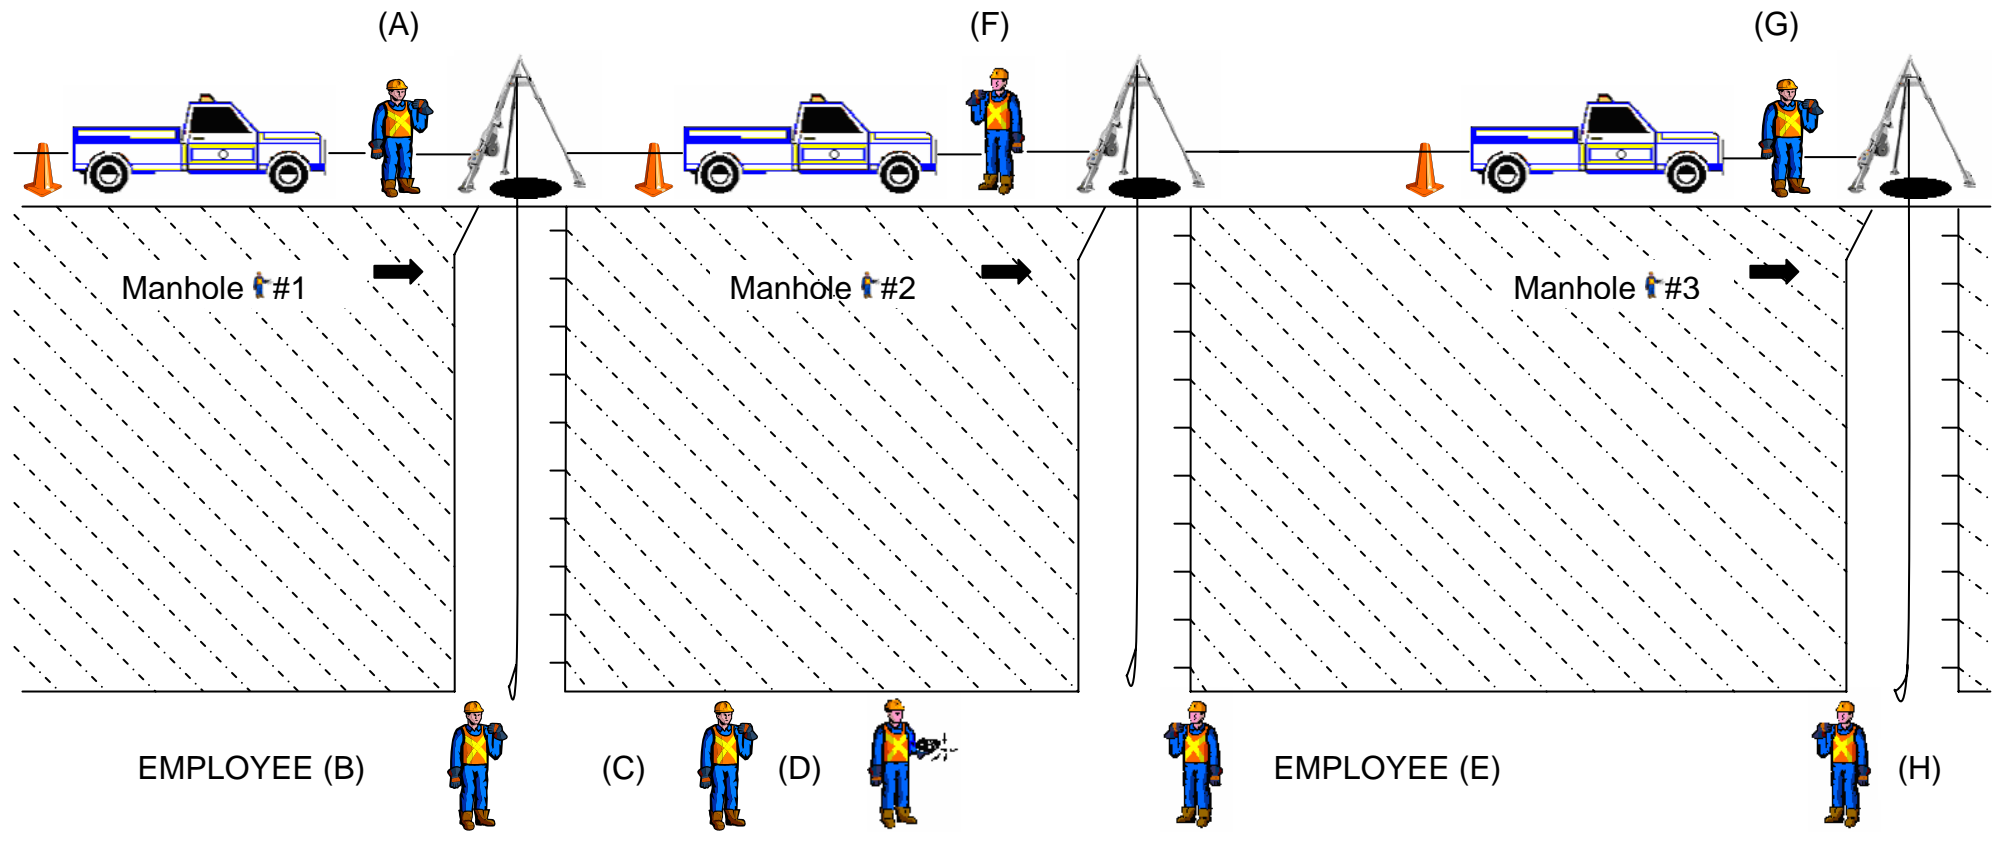 (A) (F) (G)
Manhole #1 Manhole #2 Manhole #3
EMPLOYEE (B) (C) (D) EMPLOYEE (E) (H)